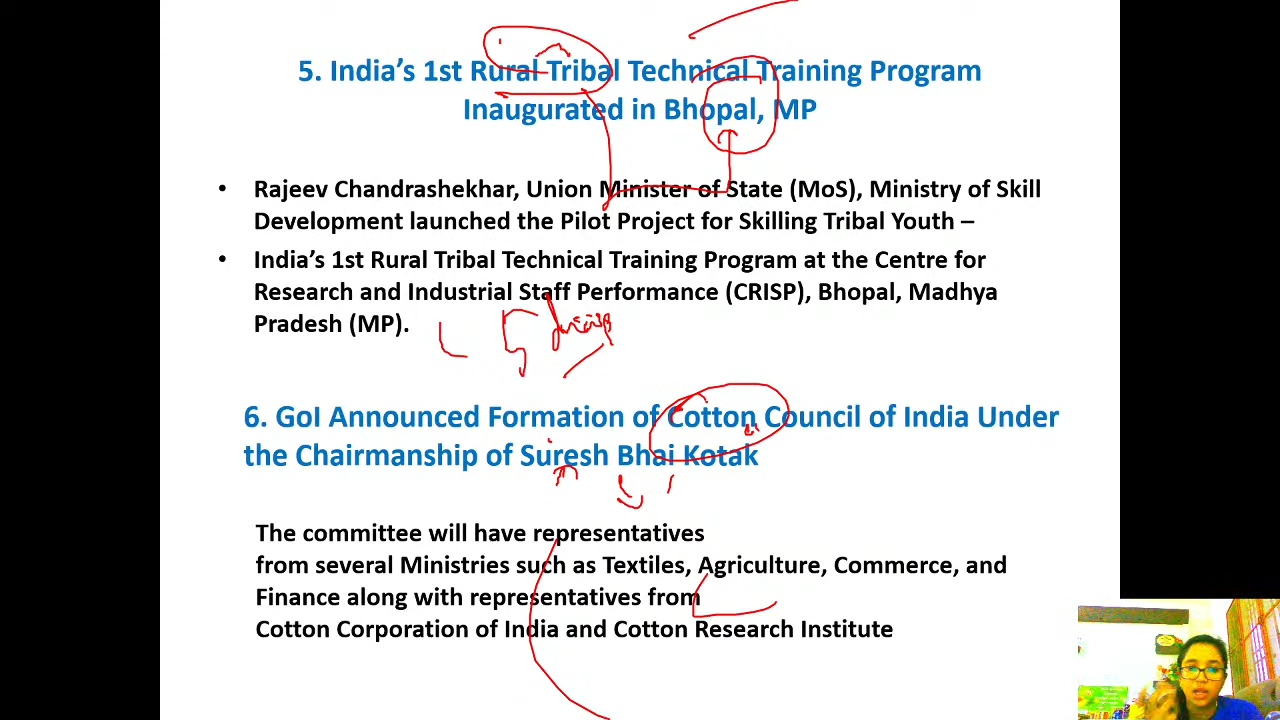 5. India's 1st Rural Tribal Technical Training Program
Inaugurated in Bhopal, MP
• Rajeev Chandrashekhar, Union Minister of State (MoS), Ministry of Skill
Development launched the Pilot Project for Skilling Tribal Youth –
• India's 1st Rural Tribal Technical Training Program at the Centre for
Research and Industrial Staff Performance (CRISP), Bhopal, Madhya
Pradesh (MP).
6. GoI Announced Formation of Cotton Council of India Under
the Chairmanship of Suresh Bhai Kotak
The committee will have representatives
from several Ministries such as Textiles, Agriculture, Commerce, and
Finance along with representatives from
Cotton Corporation of India and Cotton Research Institute